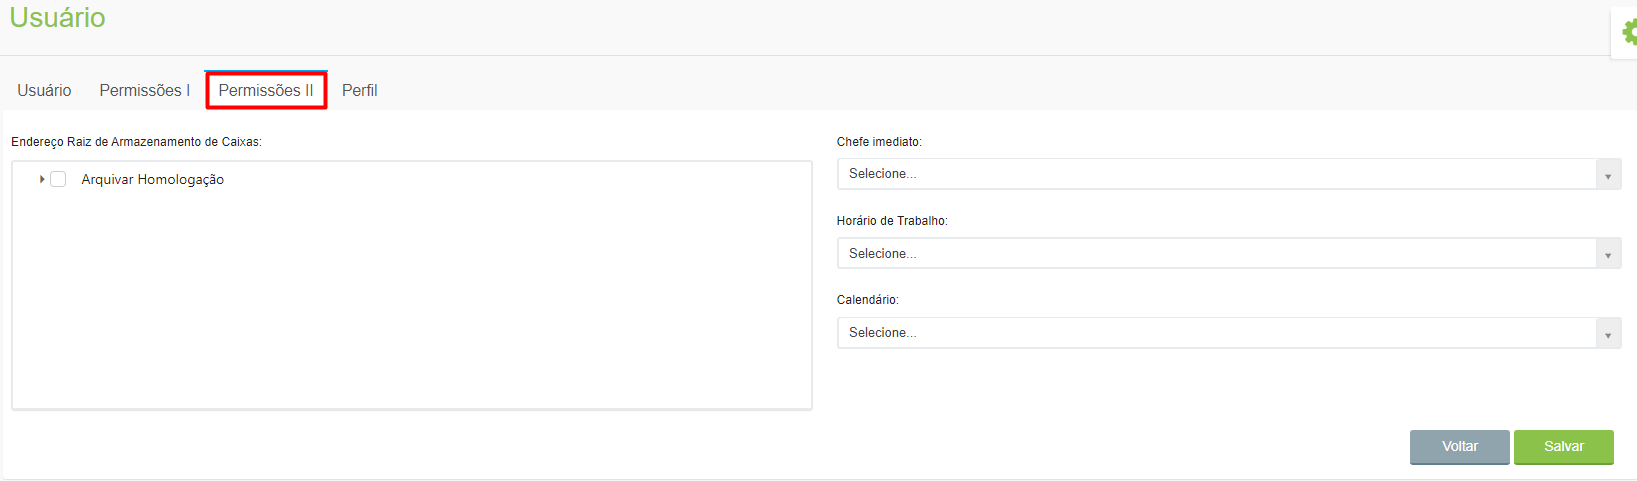 Usuário
Usuário Permissões I Permissões II Perfil
Endereço Raiz de Armazenamento de Caixas:
Arquivar Homologação
Chefe imediato:
Selecione...
Horário de Trabalho:
Selecione...
Calendário:
Selecione...
Voltar Salvar